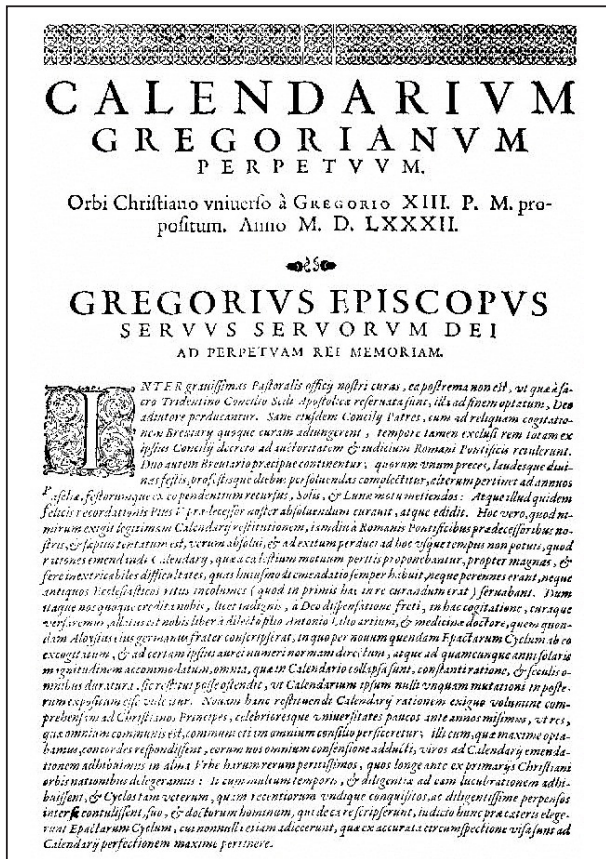 CALENDARIVM
GREGORIANVM
PERPETVVM.
Orbi Chriſtiano vniuerſo à GREGORIO XIII. P. M. pro-
poſitum. Anno M. D. LXXXII.
GREGORIVS EPISCOPVS
SERVVS SERVORVM DEI
AD PERPETVAM REI MEMORIAM.
INTER grauiſſimas Paſtoralis officij noſtri curas, ea poſtrema non eſt, vt quæ à ſa-
cro Tridentino Concilio Sedi Apoſtolicæ reſeruata ſunt, illa ad finem optatum, Deo
adiutore perducantur. Sane eiuſdem Concilij Patres, cum ad reliquam cogitatio-
nem Breuiarij quoque curam adiungerent, tempore tamen excluſi rem totam ex
ipſius Concilij decreto ad auctoritatem & iudicium Romani Pontificis retulerunt.
Duo autem Breuiario præcipue continentur, quorum vnum preces, laudesque diui-
nas feſtis, profeſtisque diebus perſoluendas complectitur, alterum pertinet ad annuos
Paſchæ, feſtorumque ex eo pendentium recurſus, Solis, & Lunæ motu metiendos: Atque illud quidem
felicis recordationis Pius V. prædeceſſor noſter abſoluendum curauit, atque edidit. Hoc vero, quod ni-
mirum exigit legitimam Calendarij reſtitutionem, iamdiu à Romanis Pontificibus prædeceſſoribus no-
ſtris, & ſæpius tentatum eſt, verum abſolui, & ad exitum perduci ad hoc vſque tempus non potuit, quod
rationes emendandi Calendarij, quæ a cæleſtium motuum peritis proponebantur, propter magnas, &
fere inextricabiles difficultates, quas huiuſmodi emendatio ſemper habuit, neque perennes erant, neque
antiquos Eccleſiaſticos ritus incolumes (quod in primis hac in re curandum erat) ſeruabant. Dum
itaque nos quoque credita nobis, licet indignis, à Deo diſpenſatione freti, in hac cogitatione, curaque
verſaremur, allatus eſt nobis liber à dilecto filio Antonio Lilio artium, & medicinæ doctore, quem quon-
dam Aloyſius eius germanus frater conſcripſerat, in quo per nouum quendam Epactarum Cyclum ab eo
excogitatum, & ad certam ipſius aurei numeri normam directum, atque ad quamcunque anni ſolaris
magnitudinem accommodatum, omnia, quæ in Calendario collapſa ſunt, conſtanti ratione, & ſæculis o-
mnibus duratura, ſic reſtitui poſſe oſtendit, vt Calendarium ipſum nulli vnquam mutationi in poſte-
rum expoſitum eſſe videatur. Nouam hanc reſtituendi Calendarij rationem exiguo volumine com-
prehenſam ad Chriſtianos Principes, celebrioresque vniuerſitates paucos ante annos miſimus, vt res,
quæ omnium communis eſt, communi etiam omnium conſilio perficeretur, illi cum, quæ maxime opta-
bamus, concordes reſpondiſſent, eorum nos omnium conſenſione adducti, viros ad Calendarij emenda-
tionem adhibuimus in alma Vrbe harum rerum peritiſſimos, quos longe ante ex primarijs Chriſtiani
orbis nationibus delegeramus: Ii cum multum temporis, & diligentiæ ad eam lucubrationem adhi-
buiſſent, & Cyclos tam veterum, quam recentiorum vndique conquiſitos, ac diligentiſſime perpenſos
inter ſe contuliſſent, ſuo, & doctorum hominum, qui de ea re ſcripſerunt, iudicio hunc præ cæteris elege-
runt Epactarum Cyclum, cui nonnulla etiam adiecerunt, quæ ex accurata circumſpectione viſa ſunt ad
Calendarij perfectionem maxime pertinere.